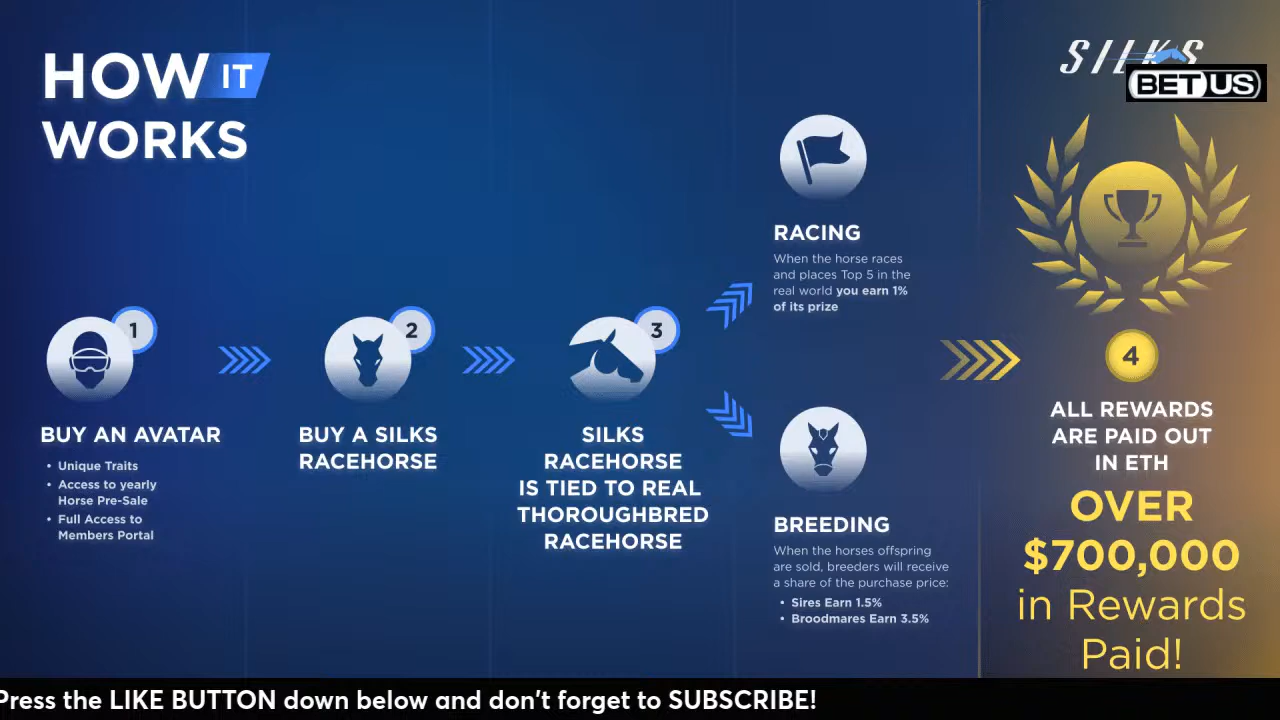 HOW IT
WORKS
SILKS
BET US
1
BUY AN AVATAR
• Unique Traits
• Access to yearly
Horse Pre-Sale
• Full Access to
Members Portal
2
BUY A SILKS
RACEHORSE
3
SILKS
RACEHORSE
IS TIED TO REAL
THOROUGHBRED
RACEHORSE
RACING
When the horse races
and places Top 5 in the
real world you earn 1%
of its prize
BREEDING
When the horses offspring
are sold, breeders will receive
a share of the purchase price:
• Sires Earn 1.5%
• Broodmares Earn 3.5%
4
ALL REWARDS
ARE PAID OUT
IN ETH
OVER
$700,000
in Rewards
Paid!
Press the LIKE BUTTON down below and don't forget to SUBSCRIBE!